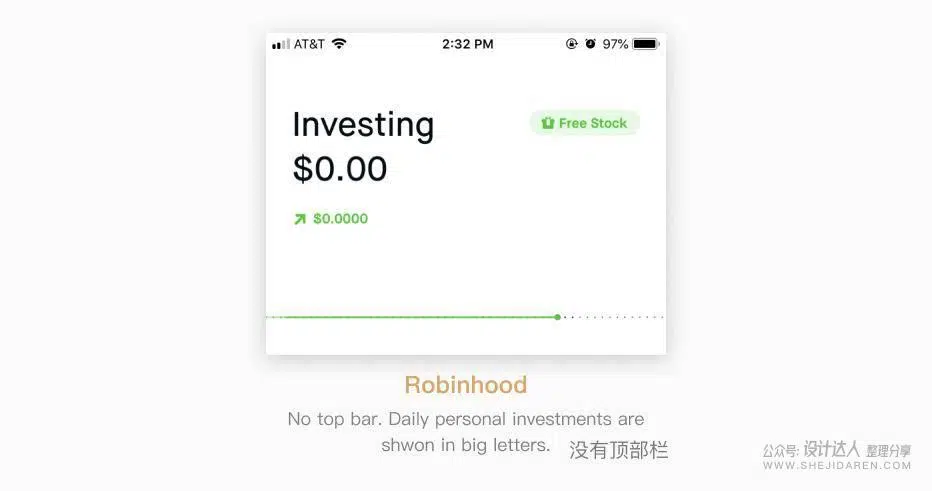 AT&T 2:32 PM 97%
Investing
Free Stock
$0.00
$0.0000
Robinhood
No top bar. Daily personal investments are
shwon in big letters. 没有顶部栏
公众号: 设计达人 整理分享
WWW.SHEJIDAREN.COM